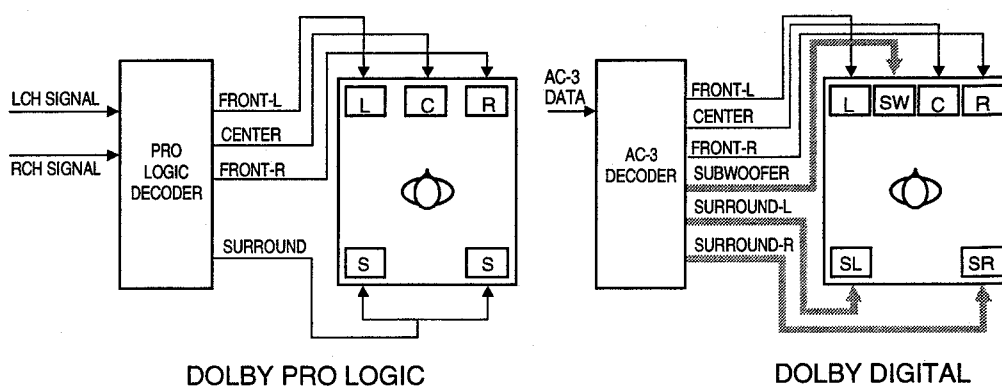 LCH SIGNAL
RCH SIGNAL
PRO
LOGIC
DECODER
FRONT-L
CENTER
FRONT-R
SURROUND
L C R
S S
DOLBY PRO LOGIC
AC-3
DATA
AC-3
DECODER
FRONT-L
CENTER
FRONT-R
SUBWOOFER
SURROUND-L
SURROUND-R
L SW C R
SL SR
DOLBY DIGITAL